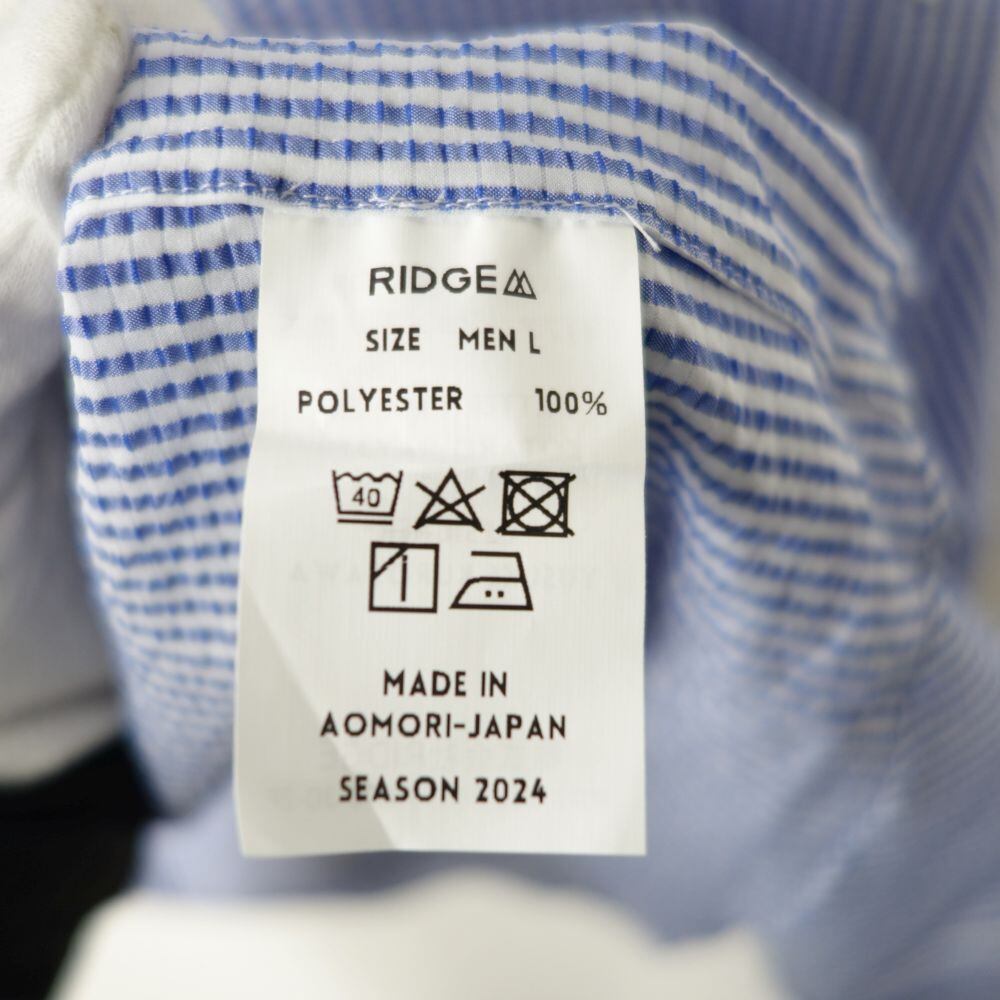 RIDGE
SIZE MEN L
POLYESTER 100%
40
MADE IN
AOMORI-JAPAN
SEASON 2024